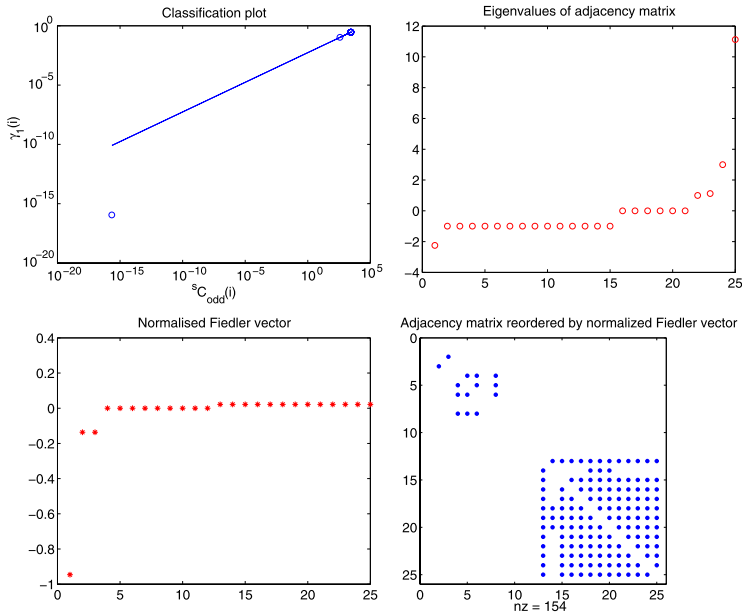 Classification plot
10^0
10^-5
10^-10
10^-15
10^-20
γ1(i)
10^-20 10^-15 10^-10 10^-5 10^0 10^5
sCodd(i)
Eigenvalues of adjacency matrix
12
10
8
6
4
2
0
−2
−4
0 5 10 15 20 25
Normalised Fiedler vector
0.4
0.2
0
−0.2
−0.4
−0.6
−0.8
−1
0 5 10 15 20 25
Adjacency matrix reordered by normalized Fiedler vector
0
5
10
15
20
25
0 5 10 15 20 25
nz = 154